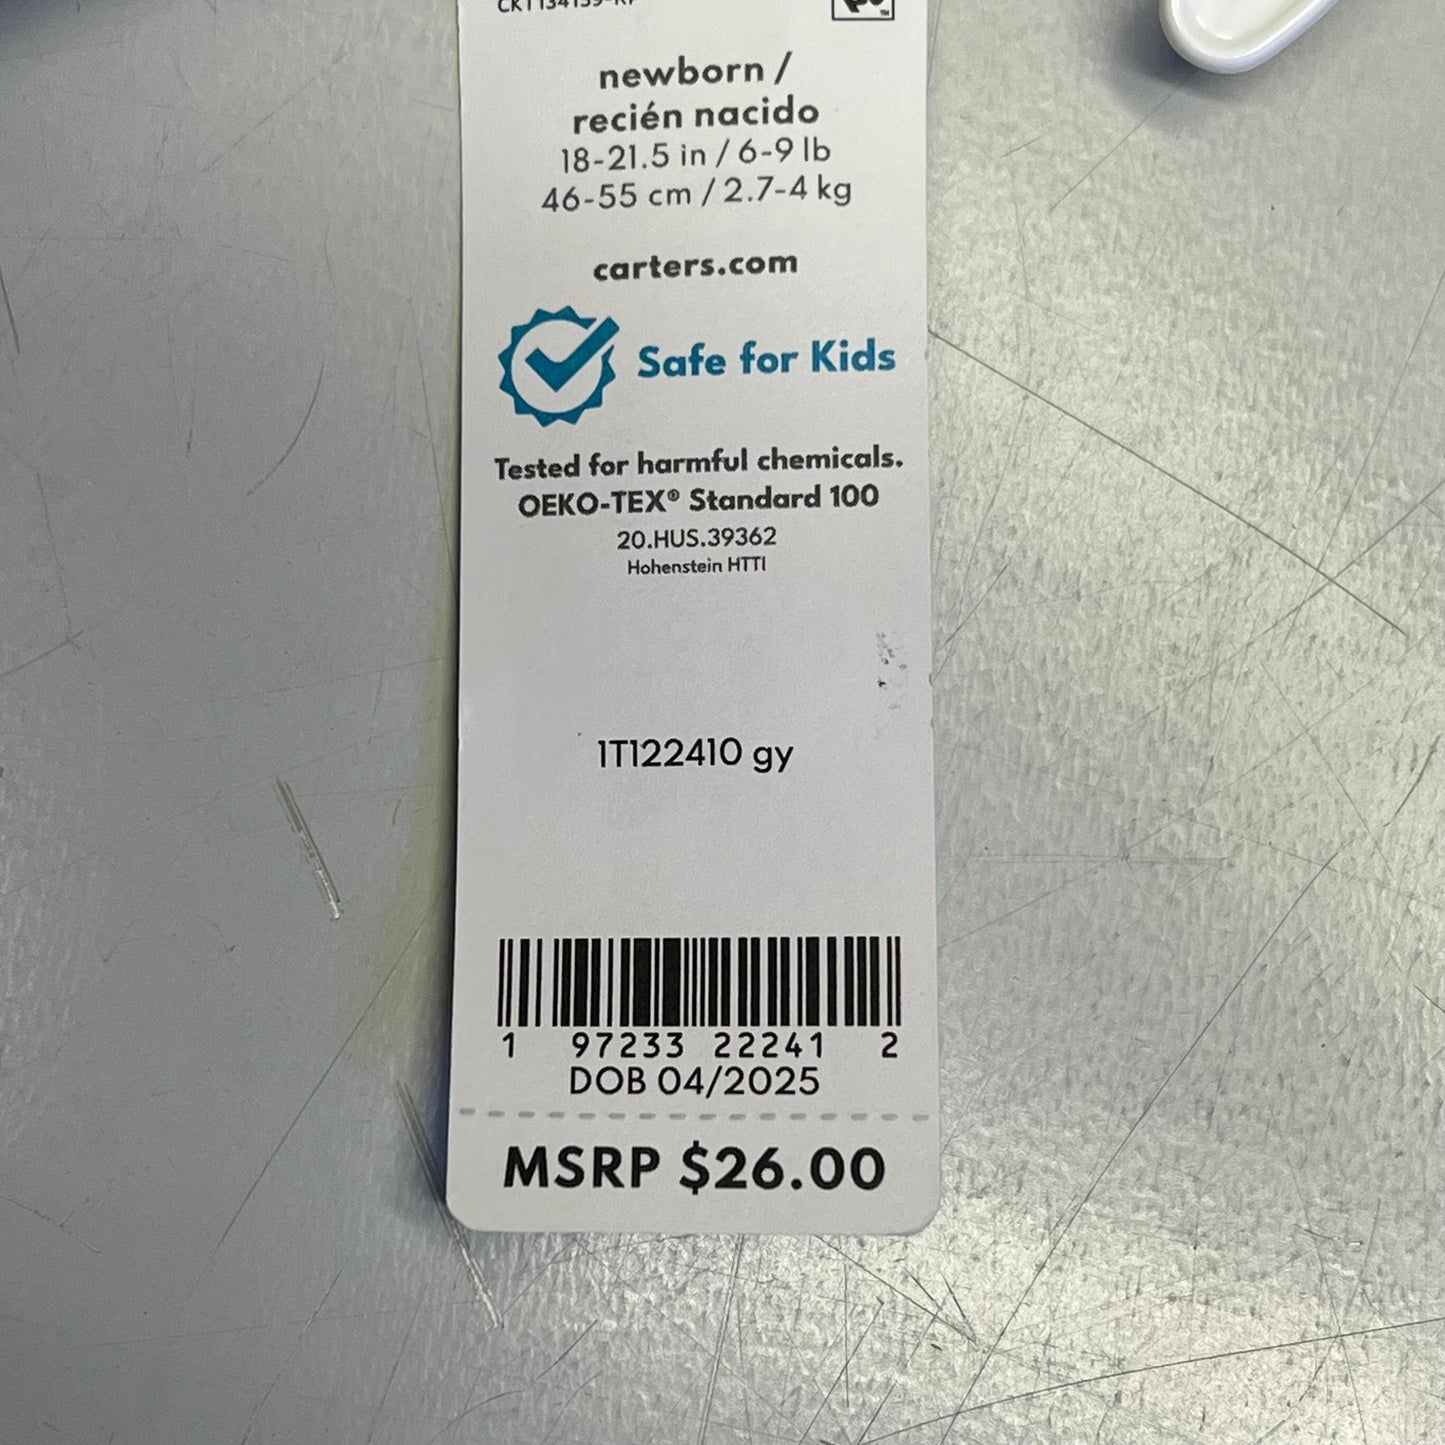 newborn /
recién nacido
18-21.5 in / 6-9 lb
46-55 cm / 2.7-4 kg
carters.com
Safe for Kids
Tested for harmful chemicals.
OEKO-TEX® Standard 100
20.HUS.39362
Hohenstein HTTI
1T122410 gy
1 97233 22241 2
DOB 04/2025
MSRP $26.00